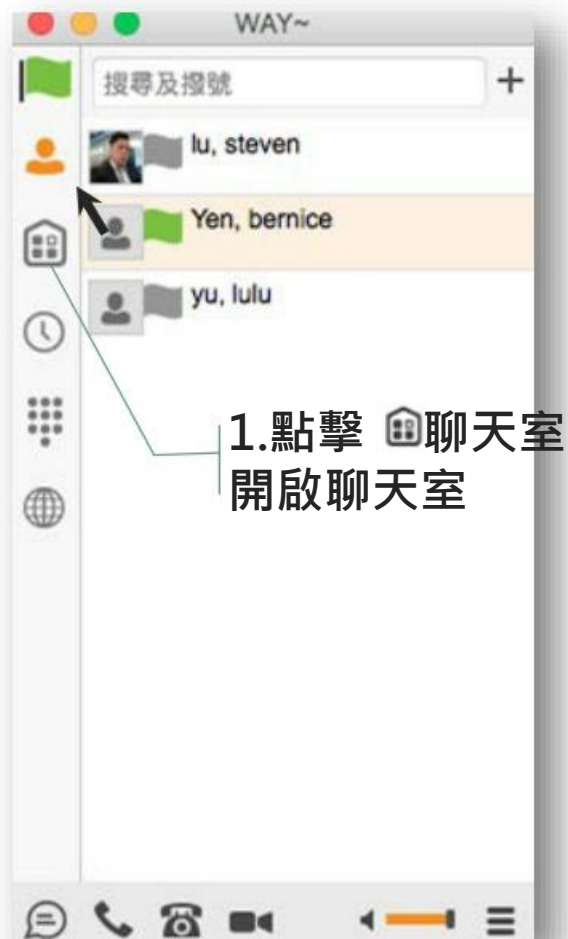 WAY~
搜尋及撥號
lu, steven
Yen, bernice
yu, lulu
1.點擊 聊天室
開啟聊天室